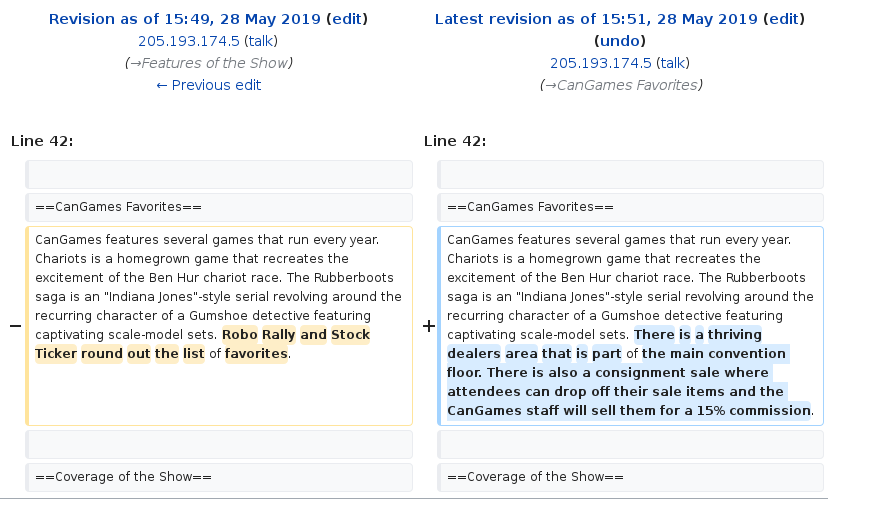 Revision as of 15:49, 28 May 2019 (edit)
205.193.174.5 (talk)
(→Features of the Show)
← Previous edit
Latest revision as of 15:51, 28 May 2019 (edit)
(undo)
205.193.174.5 (talk)
(→CanGames Favorites)
Line 42:
Line 42:
==CanGames Favorites==
==CanGames Favorites==
−
CanGames features several games that run every year.
Chariots is a homegrown game that recreates the
excitement of the Ben Hur chariot race. The Rubberboots
saga is an "Indiana Jones"-style serial revolving around the
recurring character of a Gumshoe detective featuring
captivating scale-model sets. Robo Rally and Stock
Ticker round out the list of favorites.
+
CanGames features several games that run every year.
Chariots is a homegrown game that recreates the
excitement of the Ben Hur chariot race. The Rubberboots
saga is an "Indiana Jones"-style serial revolving around the
recurring character of a Gumshoe detective featuring
captivating scale-model sets. There is a thriving
dealers area that is part of the main convention
floor. There is also a consignment sale where
attendees can drop off their sale items and the
CanGames staff will sell them for a 15% commission.
==Coverage of the Show==
==Coverage of the Show==